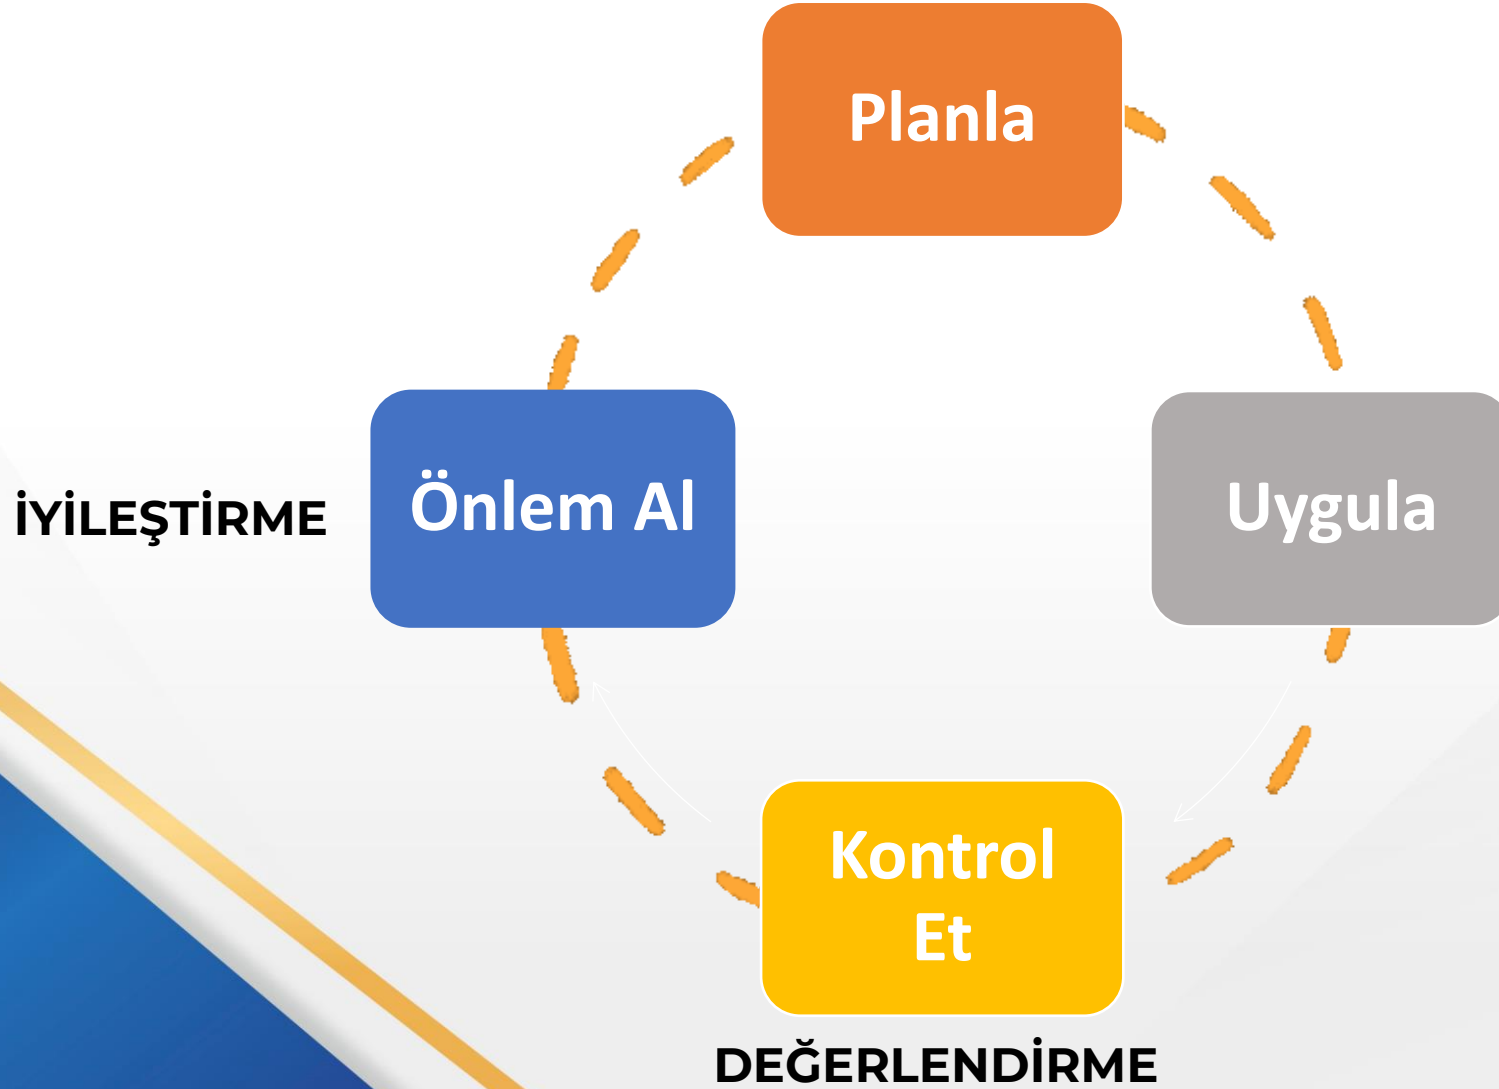 Planla
İYİLEŞTİRME
Önlem Al
Uygula
Kontrol
Et
DEĞERLENDİRME